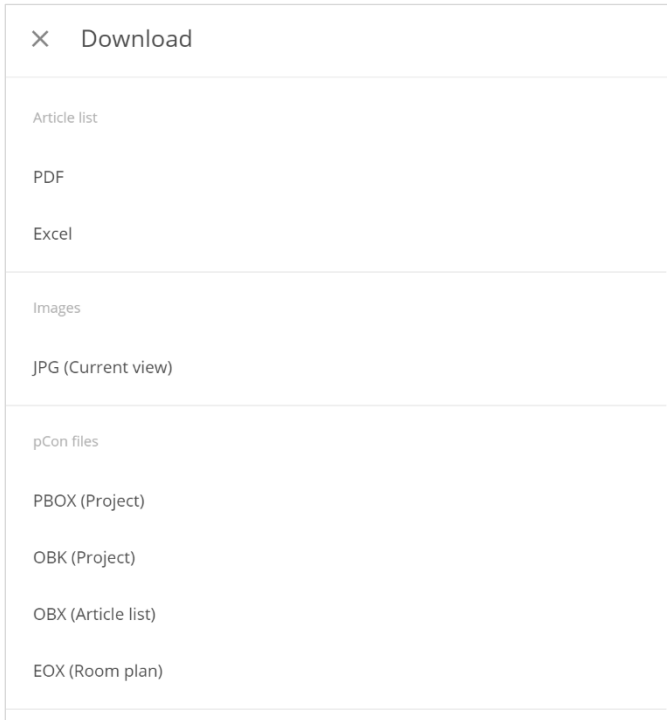 Download
Article list
PDF
Excel
Images
JPG (Current view)
pCon files
PBOX (Project)
OBK (Project)
OBX (Article list)
EOX (Room plan)